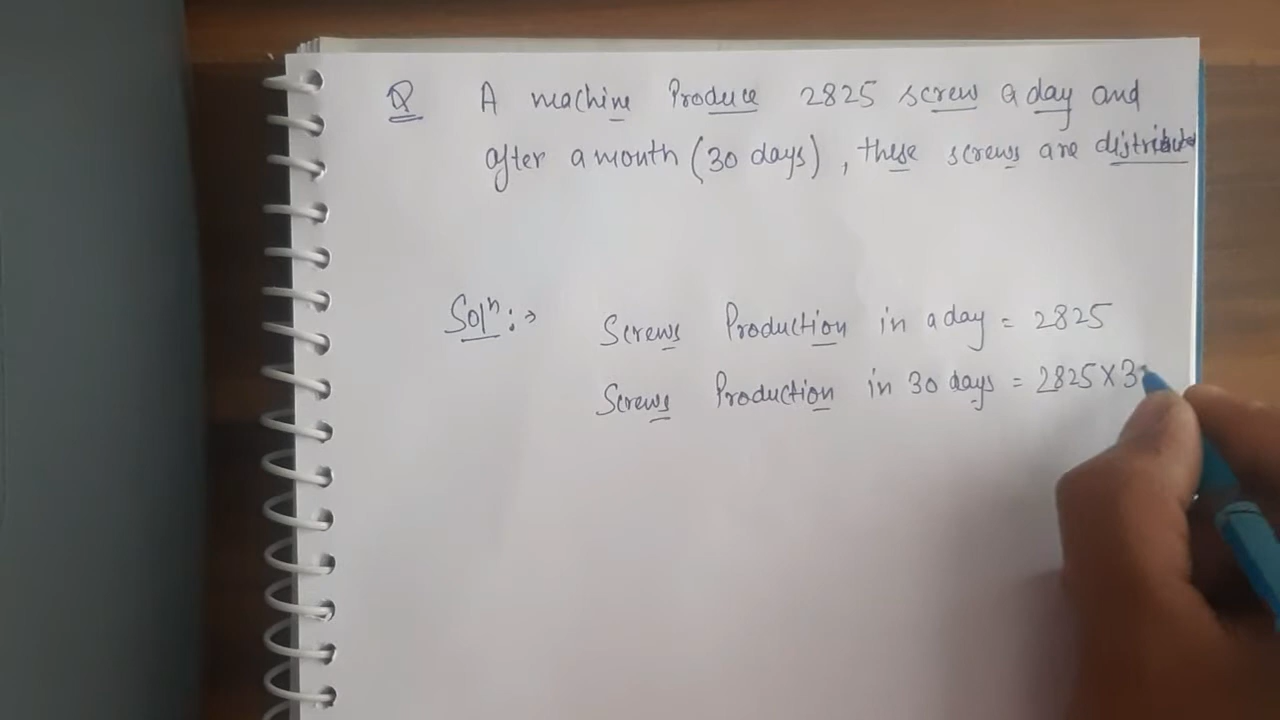 Q A machine Produce 2825 screw a day and
after a month (30 days), these screws are distribute
Solⁿ:→ Screws Production in a day = 2825
Screws Production in 30 days = 2825×3